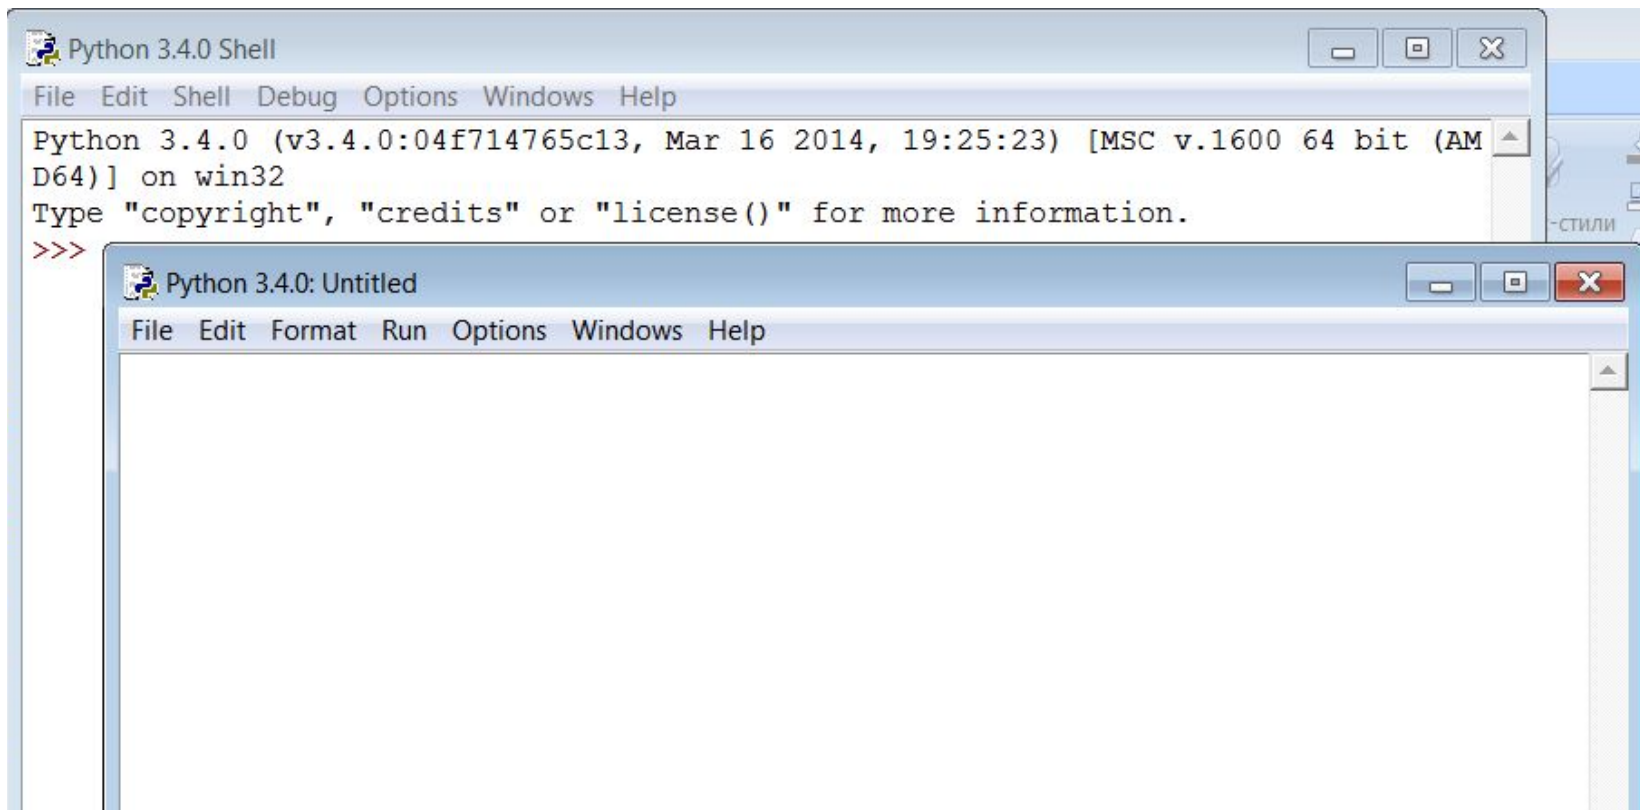 Python 3.4.0 Shell
File Edit Shell Debug Options Windows Help
Python 3.4.0 (v3.4.0:04f714765c13, Mar 16 2014, 19:25:23) [MSC v.1600 64 bit (AM
D64)] on win32
Type "copyright", "credits" or "license()" for more information.
-стили
>>>
Python 3.4.0: Untitled
File Edit Format Run Options Windows Help